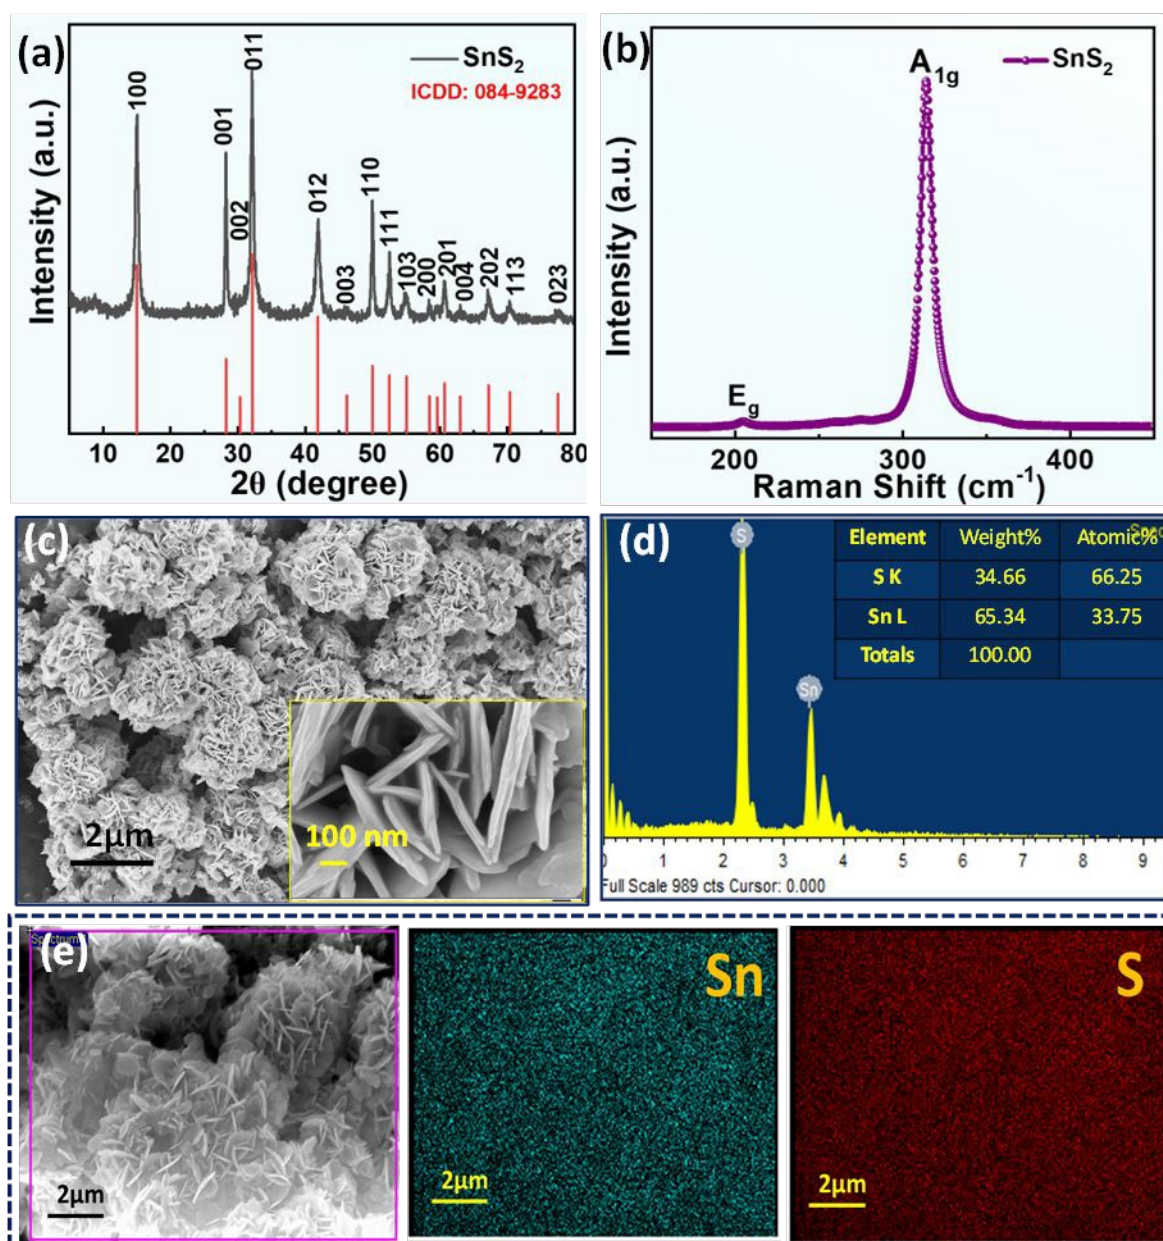 (a)
SnS2
ICDD: 084-9283
100
001
002
011
012
003
110
111
103
200
201
004
202
113
023
Intensity (a.u.)
10 20 30 40 50 60 70 80
2θ (degree)
(b)
SnS2
A1g
Eg
Intensity (a.u.)
200 300 400
Raman Shift (cm-1)
(c)
2μm
100 nm
(d)
S
Sn
Element Weight% Atomic%
S K 34.66 66.25
Sn L 65.34 33.75
Totals 100.00
0 1 2 3 4 5 6 7 8 9
Full Scale 989 cts Cursor: 0.000
(e)
2μm
Sn
2μm
S
2μm